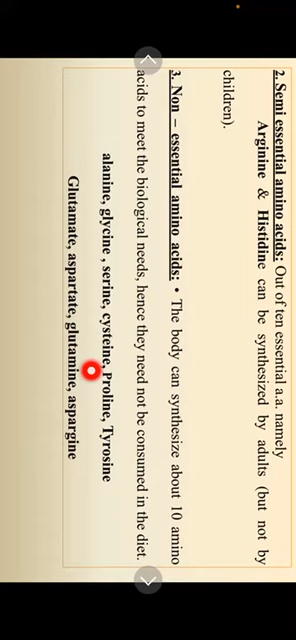 2. Semi essential amino acids: Out of ten essential a.a. namely
Arginine & Histidine can be synthesized by adults (but not by
children).
3. Non – essential amino acids: • The body can synthesize about 10 amino
acids to meet the biological needs, hence they need not be consumed in the diet.
alanine, glycine , serine, cysteine, Proline, Tyrosine
Glutamate, aspartate, glutamine, aspargine